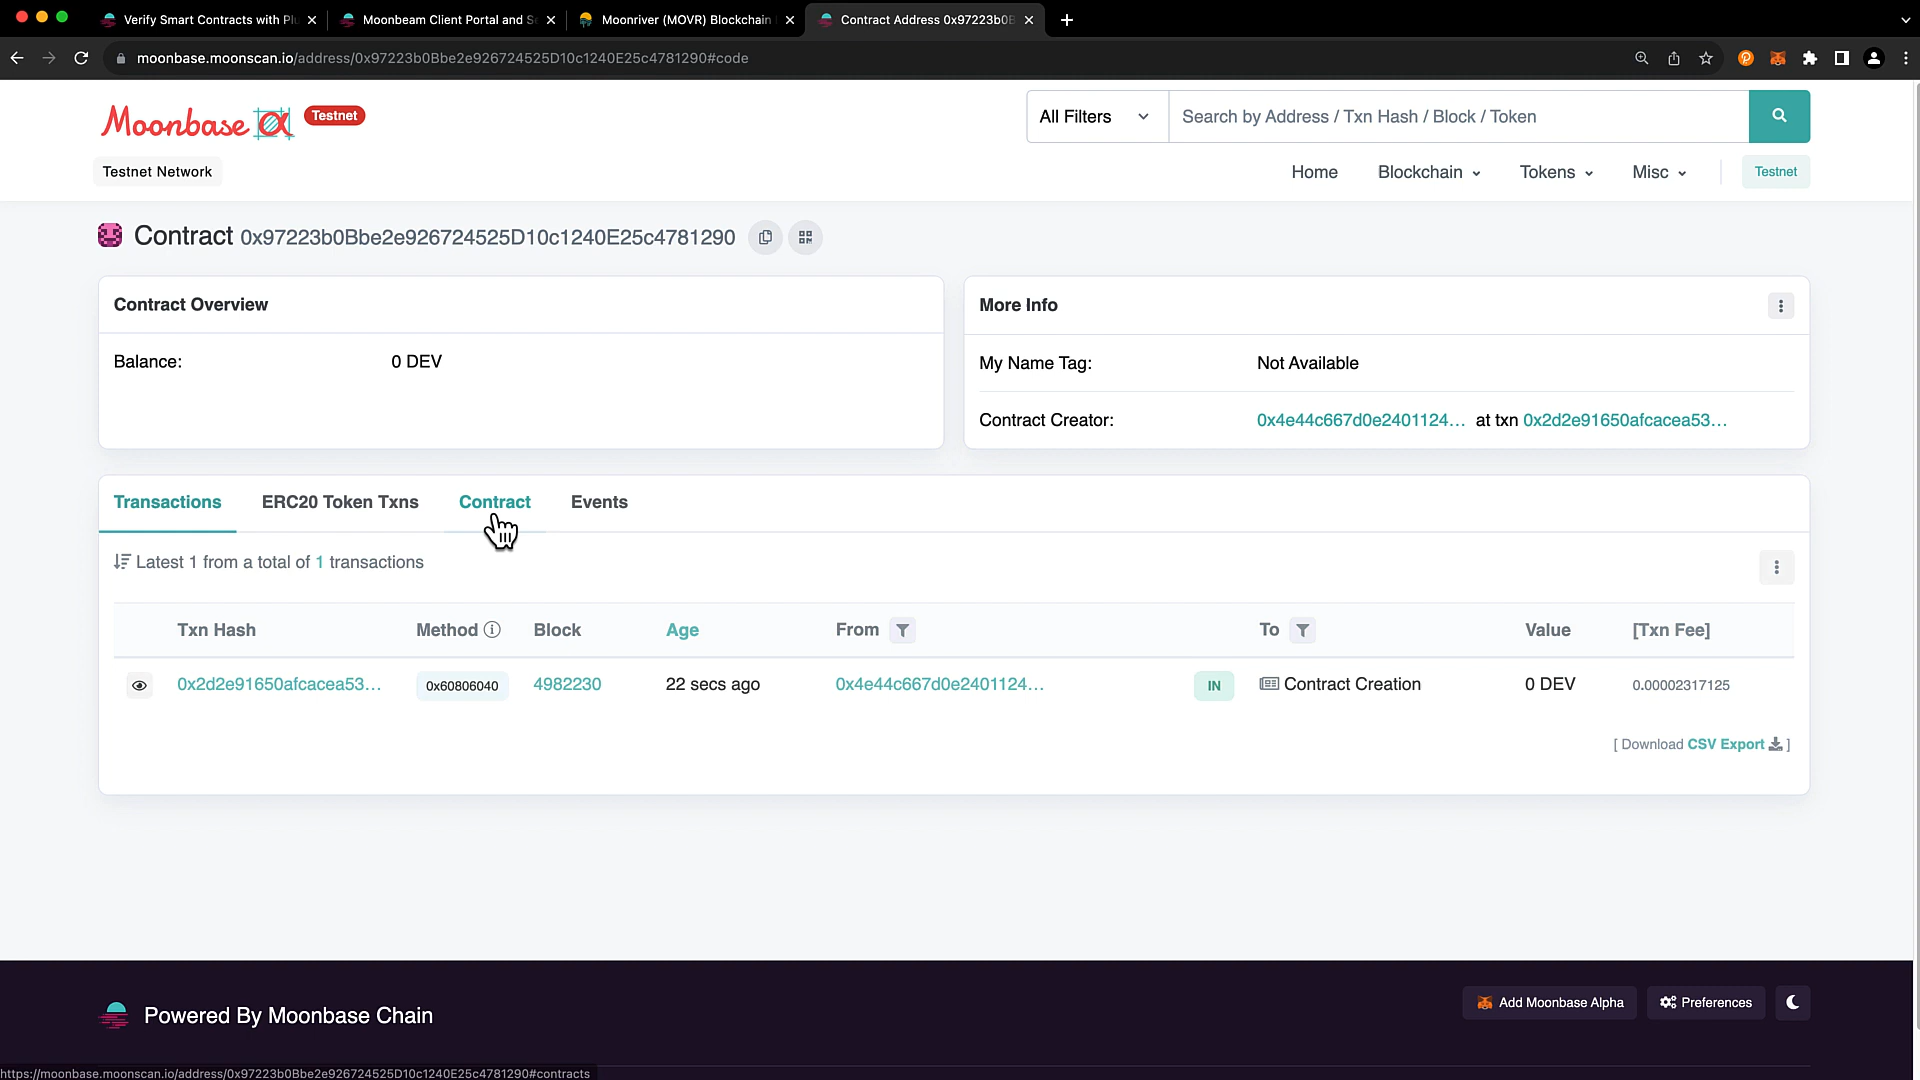 Verify Smart Contracts with Plu
Moonbeam Client Portal and Se
Moonriver (MOVR) Blockchain
Contract Address 0x97223b0B
moonbase.moonscan.io/address/0x97223b0Bbe2e926724525D10c1240E25c4781290#code
Moonbase α Testnet
All Filters
Search by Address / Txn Hash / Block / Token
Testnet Network
Home Blockchain Tokens Misc Testnet
Contract 0x97223b0Bbe2e926724525D10c1240E25c4781290
Contract Overview
Balance: 0 DEV
More Info
My Name Tag: Not Available
Contract Creator: 0x4e44c667d0e2401124... at txn 0x2d2e91650afcacea53...
Transactions ERC20 Token Txns Contract Events
Latest 1 from a total of 1 transactions
Txn Hash Method Block Age From To Value [Txn Fee]
0x2d2e91650afcacea53... 0x60806040 4982230 22 secs ago 0x4e44c667d0e2401124... IN Contract Creation 0 DEV 0.00002317125
[ Download CSV Export ]
Powered By Moonbase Chain
Add Moonbase Alpha
Preferences
https://moonbase.moonscan.io/address/0x97223b0Bbe2e926724525D10c1240E25c4781290#contracts